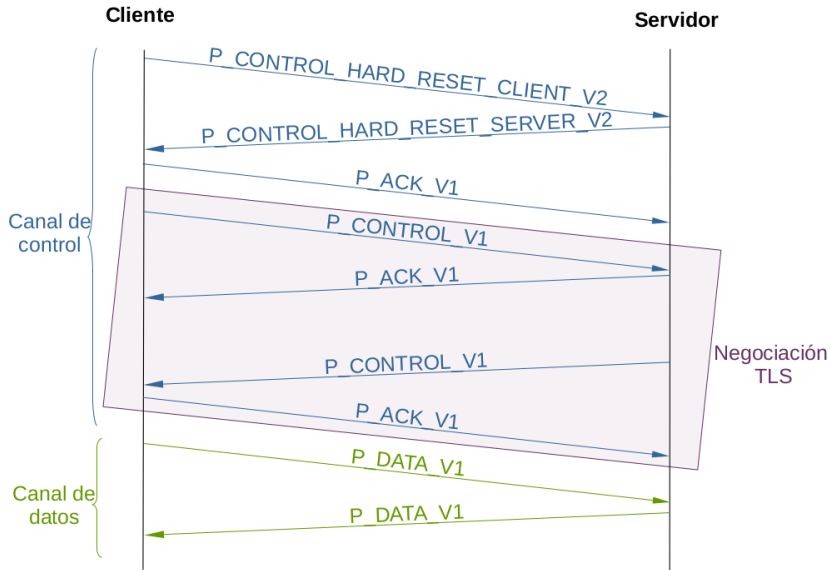 Cliente
Servidor
P_CONTROL_HARD_RESET_CLIENT_V2
P_CONTROL_HARD_RESET_SERVER_V2
P_ACK_V1
Canal de
control
P_CONTROL_V1
P_ACK_V1
P_CONTROL_V1
Negociación
TLS
P_ACK_V1
P_DATA_V1
Canal de
datos
P_DATA_V1